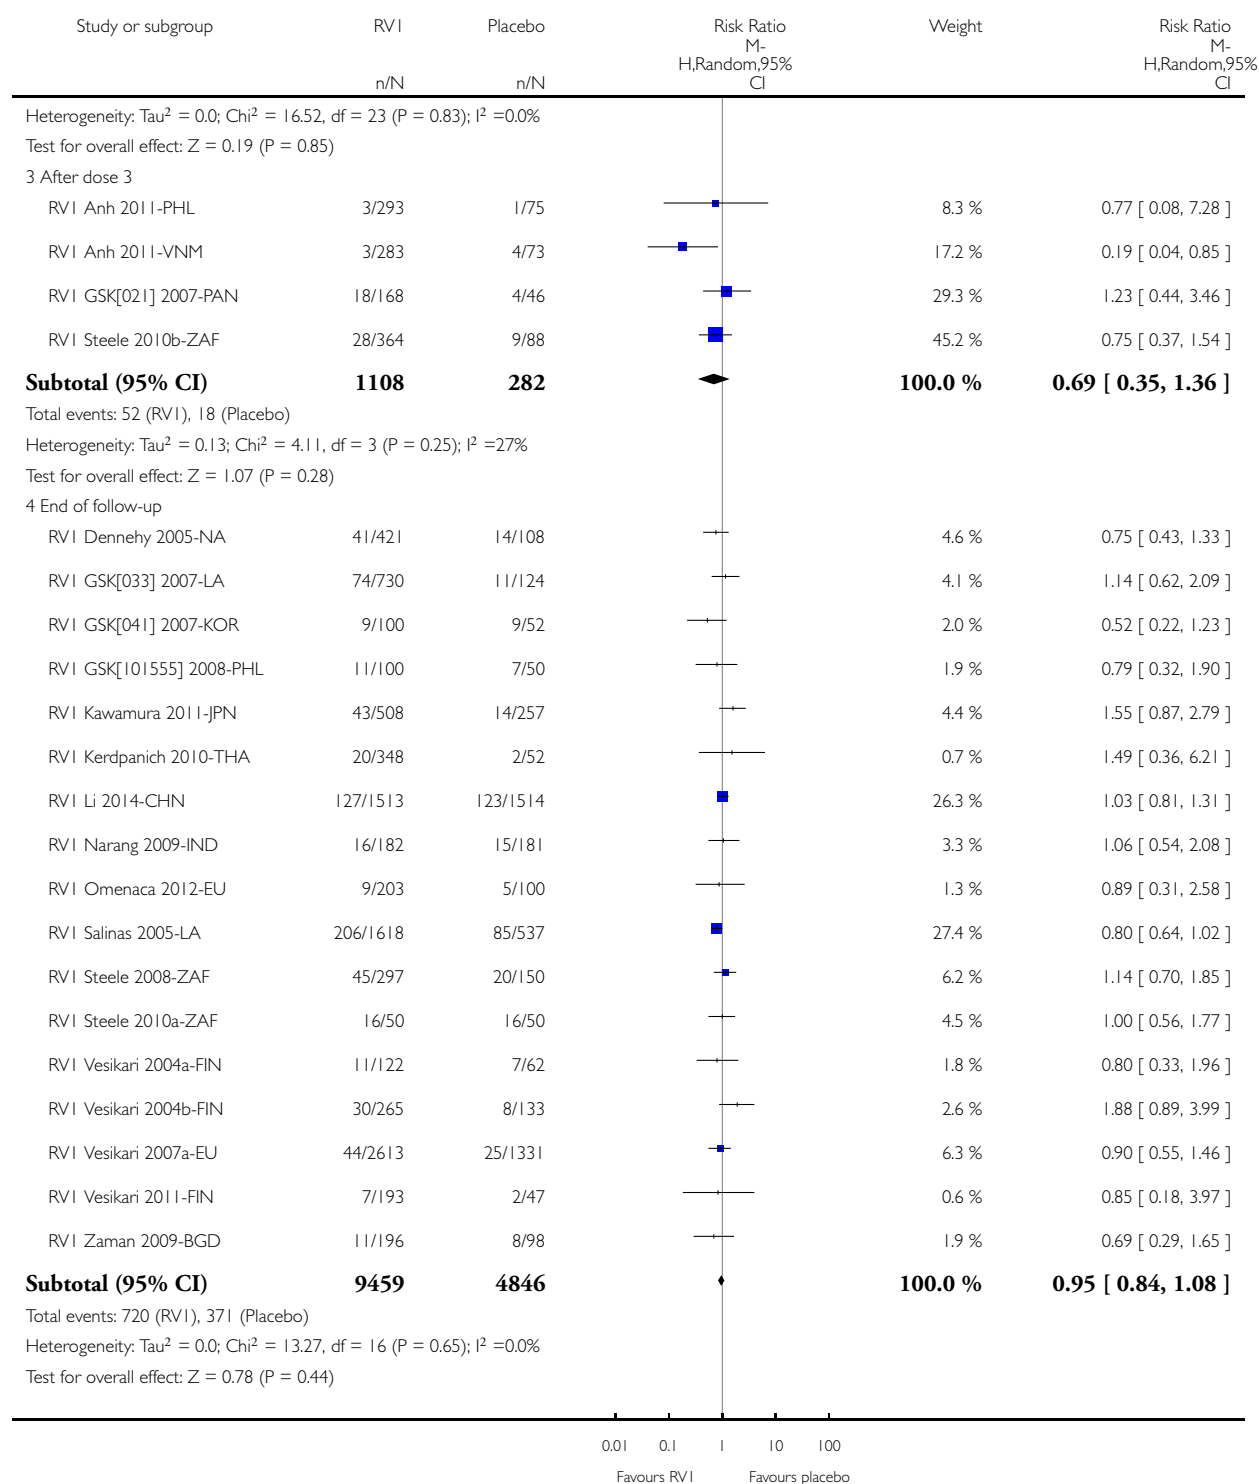 Study or subgroup RV1 Placebo Risk Ratio Weight Risk Ratio
M- M-
H,Random,95% H,Random,95%
n/N n/N CI CI
Heterogeneity: Tau² = 0.0; Chi² = 16.52, df = 23 (P = 0.83); I² =0.0%
Test for overall effect: Z = 0.19 (P = 0.85)
3 After dose 3
RV1 Anh 2011-PHL 3/293 1/75 8.3 % 0.77 [ 0.08, 7.28 ]
RV1 Anh 2011-VNM 3/283 4/73 17.2 % 0.19 [ 0.04, 0.85 ]
RV1 GSK[021] 2007-PAN 18/168 4/46 29.3 % 1.23 [ 0.44, 3.46 ]
RV1 Steele 2010b-ZAF 28/364 9/88 45.2 % 0.75 [ 0.37, 1.54 ]
Subtotal (95% CI) 1108 282 100.0 % 0.69 [ 0.35, 1.36 ]
Total events: 52 (RV1), 18 (Placebo)
Heterogeneity: Tau² = 0.13; Chi² = 4.11, df = 3 (P = 0.25); I² =27%
Test for overall effect: Z = 1.07 (P = 0.28)
4 End of follow-up
RV1 Dennehy 2005-NA 41/421 14/108 4.6 % 0.75 [ 0.43, 1.33 ]
RV1 GSK[033] 2007-LA 74/730 11/124 4.1 % 1.14 [ 0.62, 2.09 ]
RV1 GSK[041] 2007-KOR 9/100 9/52 2.0 % 0.52 [ 0.22, 1.23 ]
RV1 GSK[101555] 2008-PHL 11/100 7/50 1.9 % 0.79 [ 0.32, 1.90 ]
RV1 Kawamura 2011-JPN 43/508 14/257 4.4 % 1.55 [ 0.87, 2.79 ]
RV1 Kerdpanich 2010-THA 20/348 2/52 0.7 % 1.49 [ 0.36, 6.21 ]
RV1 Li 2014-CHN 127/1513 123/1514 26.3 % 1.03 [ 0.81, 1.31 ]
RV1 Narang 2009-IND 16/182 15/181 3.3 % 1.06 [ 0.54, 2.08 ]
RV1 Omenaca 2012-EU 9/203 5/100 1.3 % 0.89 [ 0.31, 2.58 ]
RV1 Salinas 2005-LA 206/1618 85/537 27.4 % 0.80 [ 0.64, 1.02 ]
RV1 Steele 2008-ZAF 45/297 20/150 6.2 % 1.14 [ 0.70, 1.85 ]
RV1 Steele 2010a-ZAF 16/50 16/50 4.5 % 1.00 [ 0.56, 1.77 ]
RV1 Vesikari 2004a-FIN 11/122 7/62 1.8 % 0.80 [ 0.33, 1.96 ]
RV1 Vesikari 2004b-FIN 30/265 8/133 2.6 % 1.88 [ 0.89, 3.99 ]
RV1 Vesikari 2007a-EU 44/2613 25/1331 6.3 % 0.90 [ 0.55, 1.46 ]
RV1 Vesikari 2011-FIN 7/193 2/47 0.6 % 0.85 [ 0.18, 3.97 ]
RV1 Zaman 2009-BGD 11/196 8/98 1.9 % 0.69 [ 0.29, 1.65 ]
Subtotal (95% CI) 9459 4846 100.0 % 0.95 [ 0.84, 1.08 ]
Total events: 720 (RV1), 371 (Placebo)
Heterogeneity: Tau² = 0.0; Chi² = 13.27, df = 16 (P = 0.65); I² =0.0%
Test for overall effect: Z = 0.78 (P = 0.44)
0.01 0.1 1 10 100
Favours RV1 Favours placebo